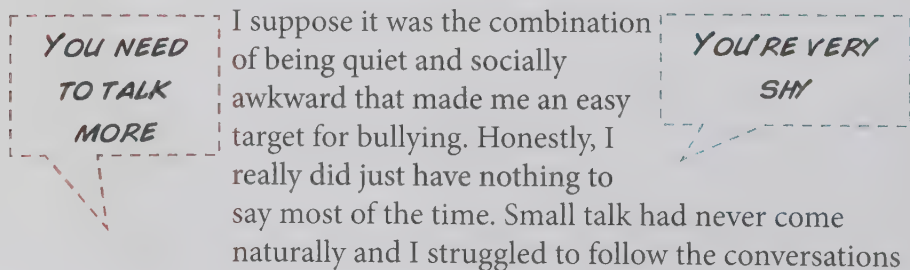 YOU NEED
TO TALK
MORE
I suppose it was the combination
of being quiet and socially
awkward that made me an easy
target for bullying. Honestly, I
really did just have nothing to
say most of the time. Small talk had never come
naturally and I struggled to follow the conversations
YOU'RE VERY
SHY